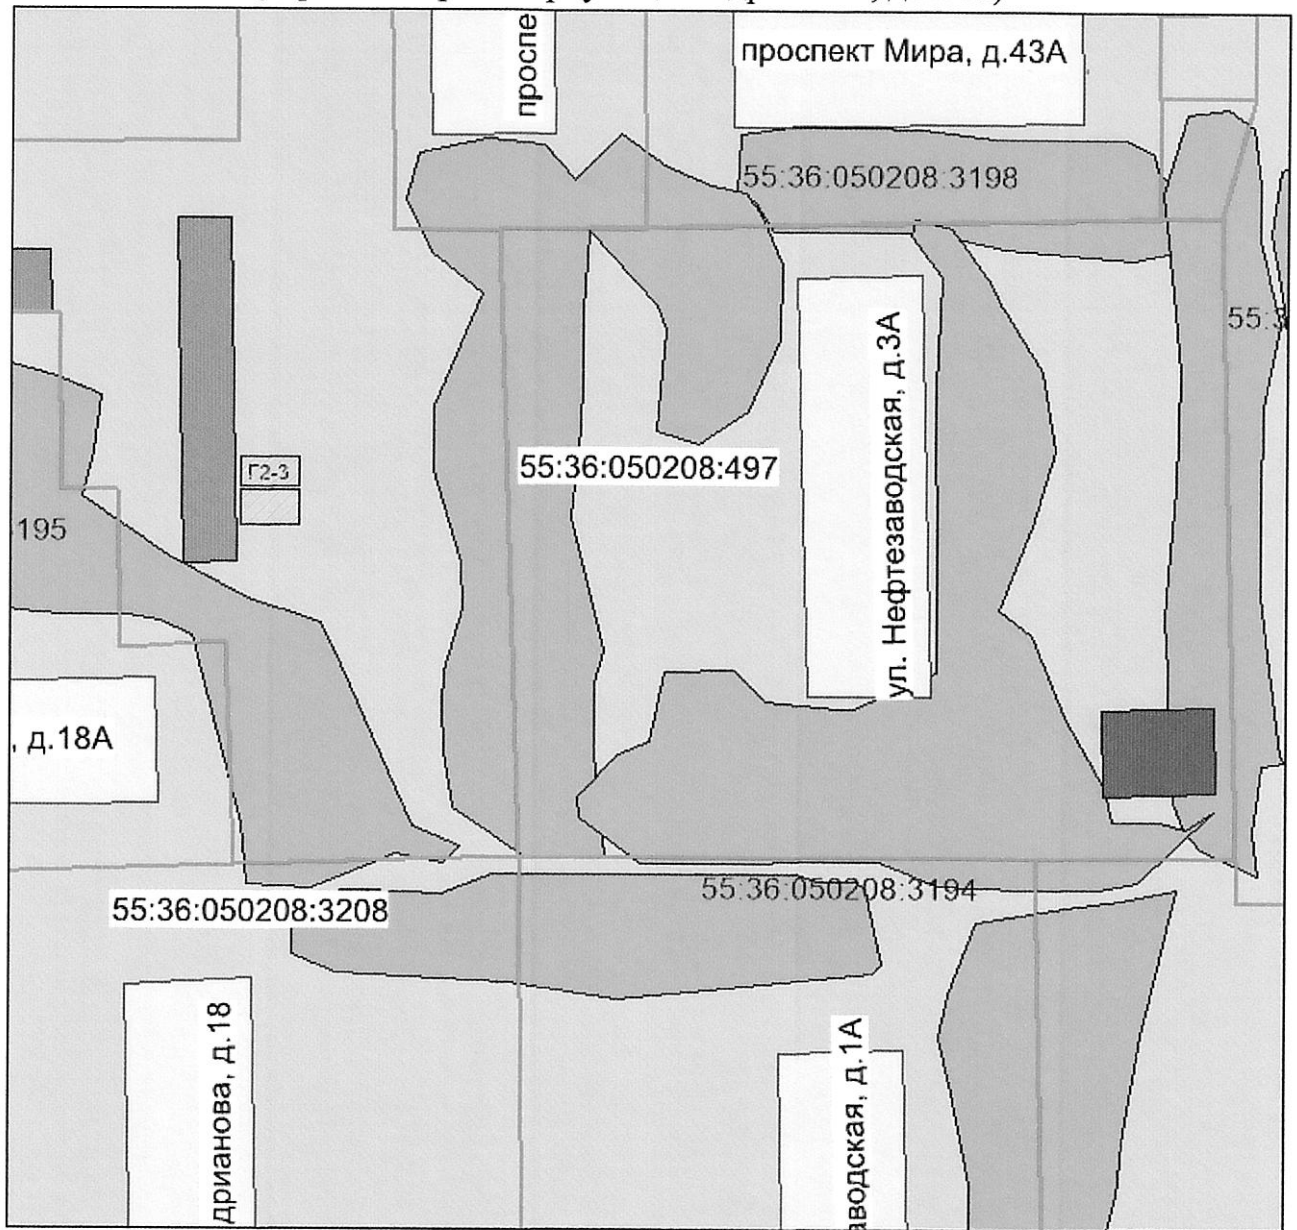 проспе
проспект Мира, д.43А
55:36:050208:3198
55:3
ул. Нефтезаводская, д.3А
55:36:050208:497
Г2-3
195
, д.18А
55:36:050208:3194
55:36:050208:3208
дрианова, д.18
аводская, д.1А